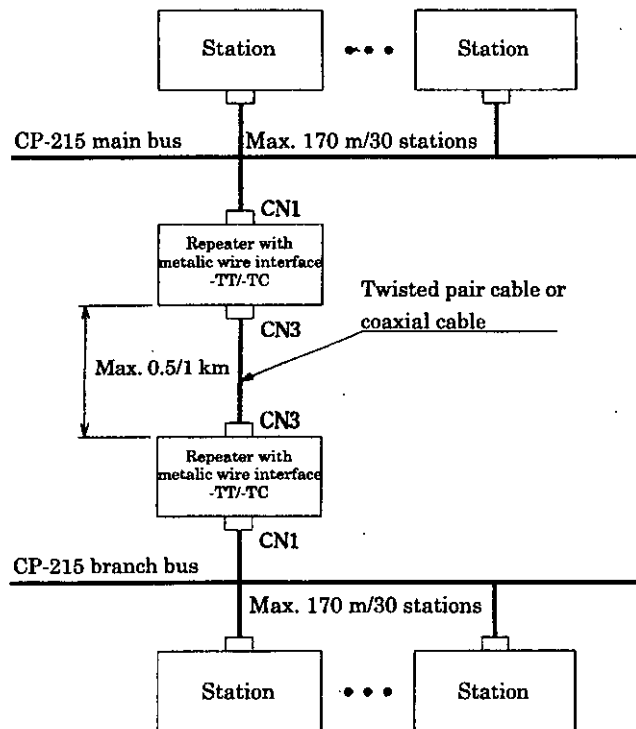 Station
Station
CP-215 main bus
Max. 170 m/30 stations
CN1
Repeater with
metalic wire interface
-TT/-TC
Twisted pair cable or
coaxial cable
CN3
Max. 0.5/1 km
CN3
Repeater with
metalic wire interface
-TT/-TC
CN1
CP-215 branch bus
Max. 170 m/30 stations
Station
Station